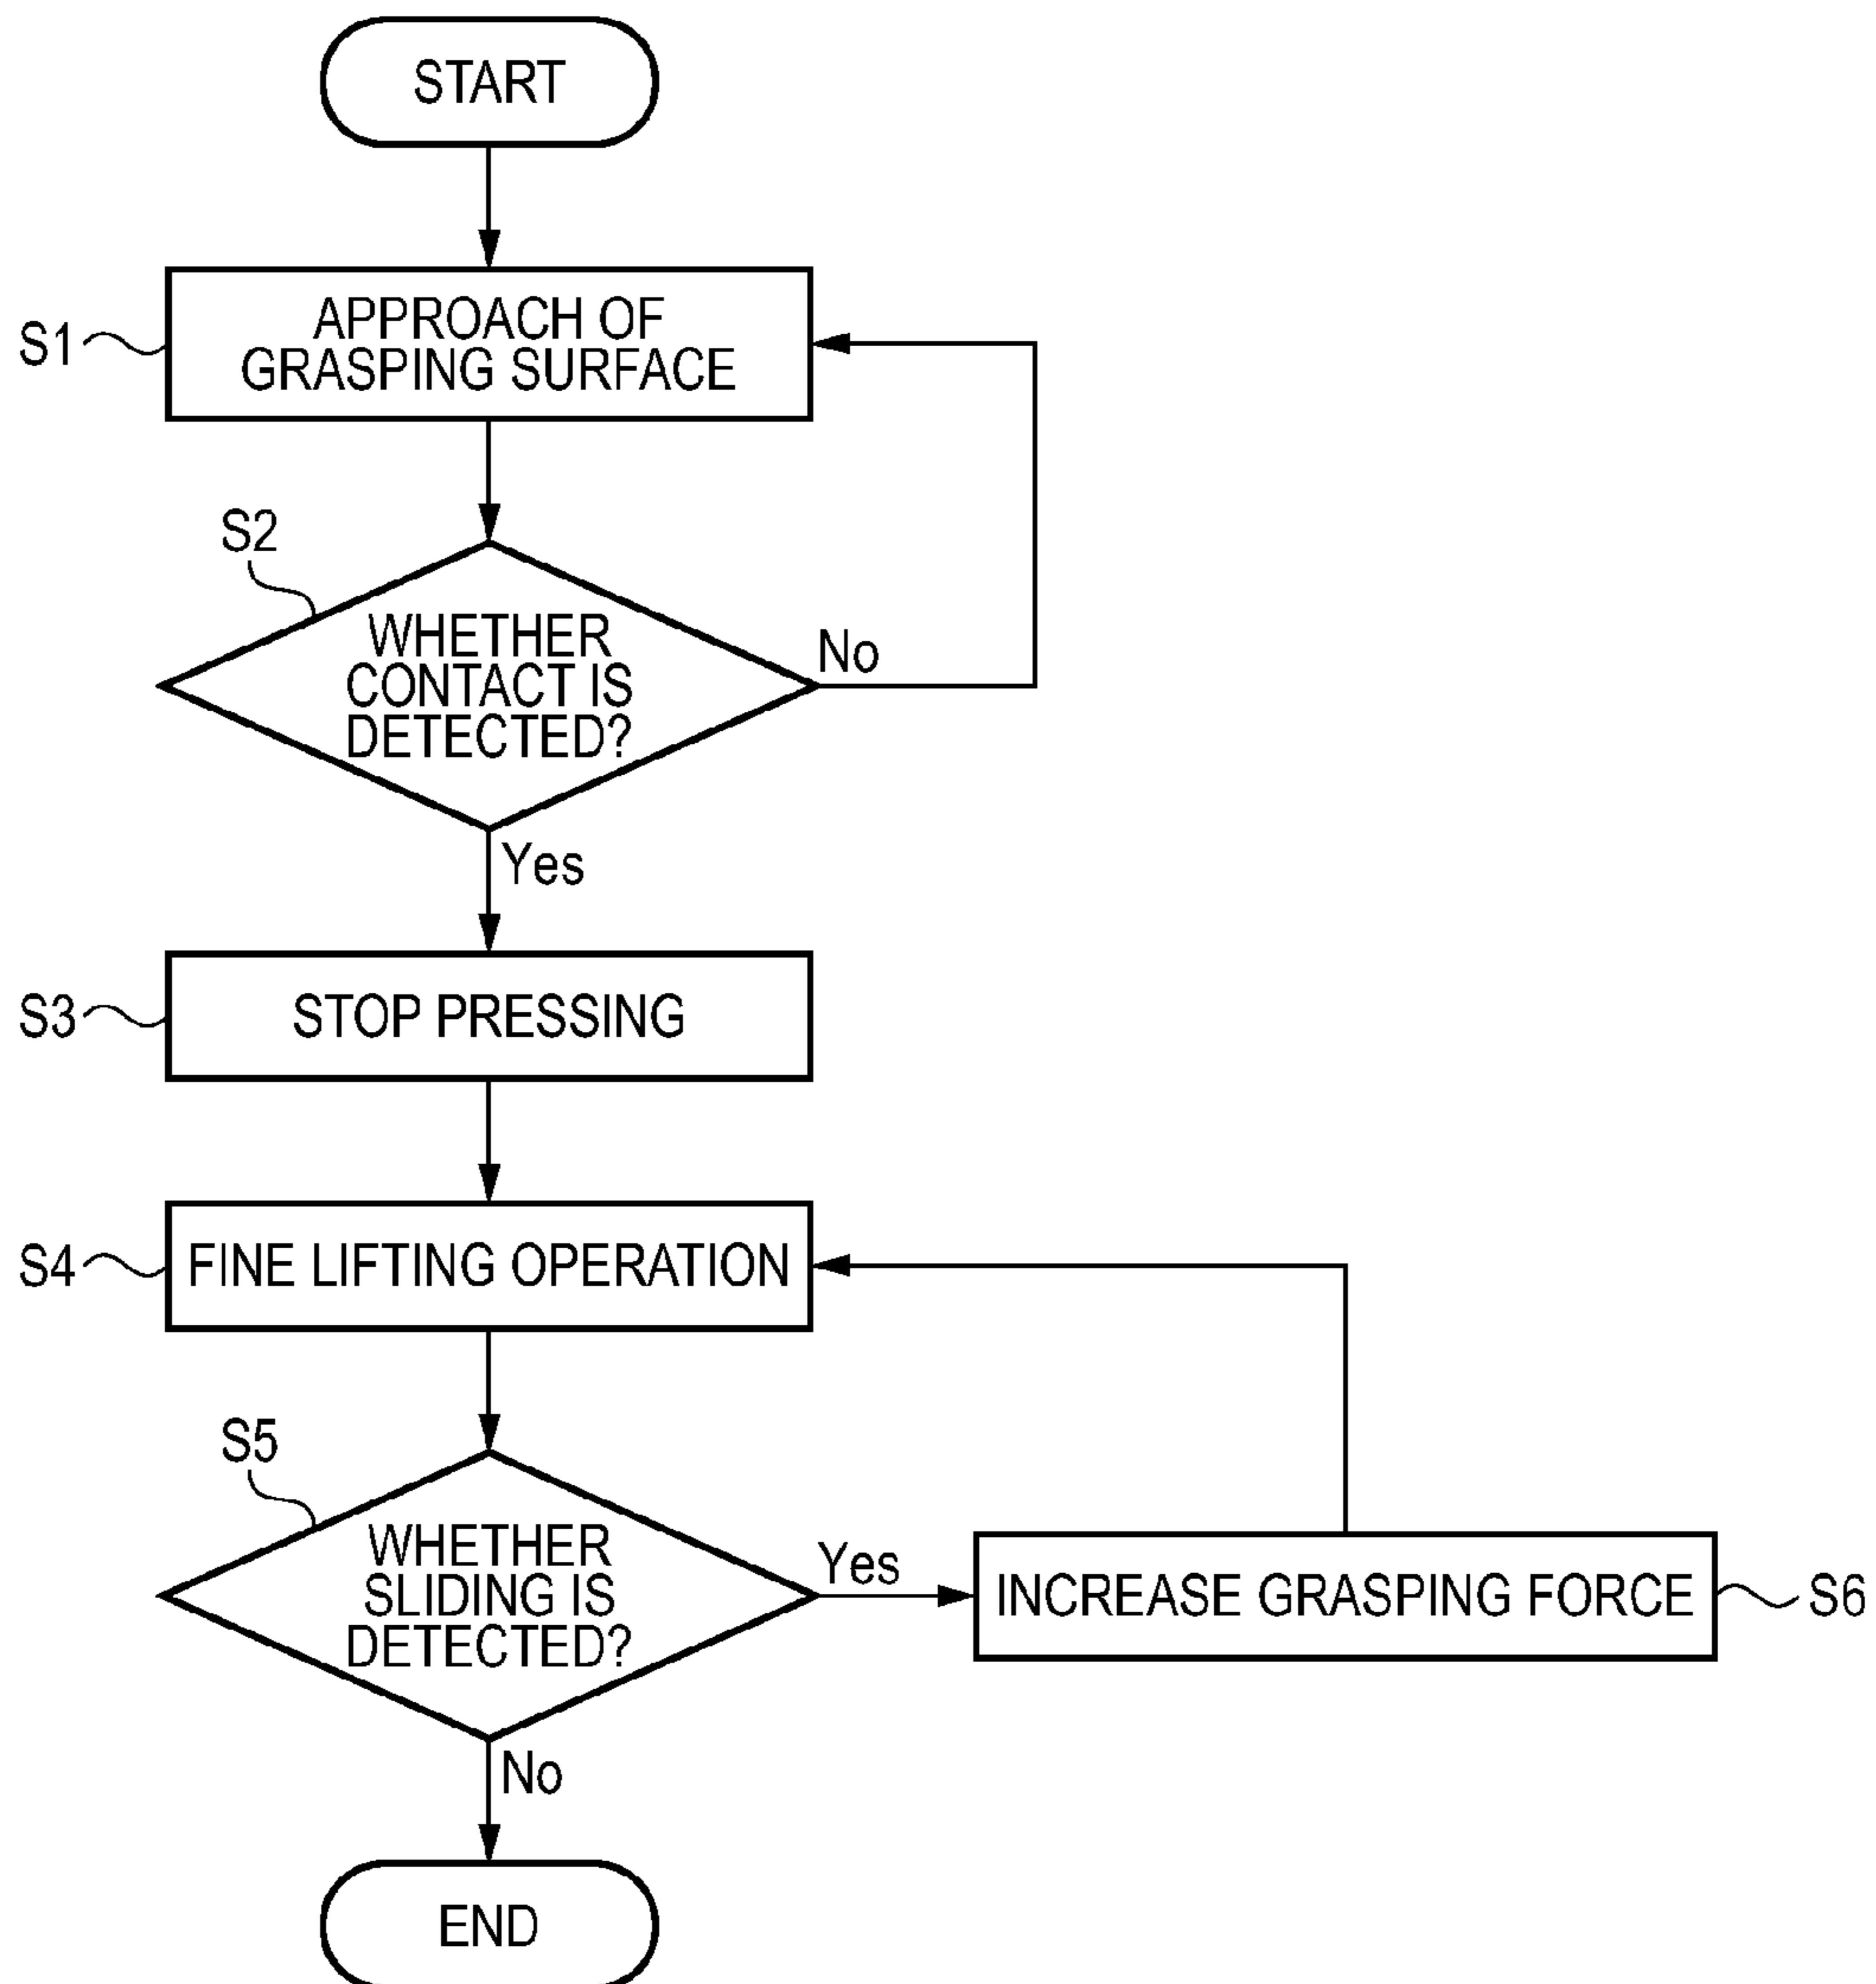 START
S1
APPROACH OF
GRASPING SURFACE
S2
WHETHER
CONTACT IS
DETECTED?
No
Yes
S3
STOP PRESSING
S4
FINE LIFTING OPERATION
S5
WHETHER
SLIDING IS
DETECTED?
Yes
INCREASE GRASPING FORCE
S6
No
END